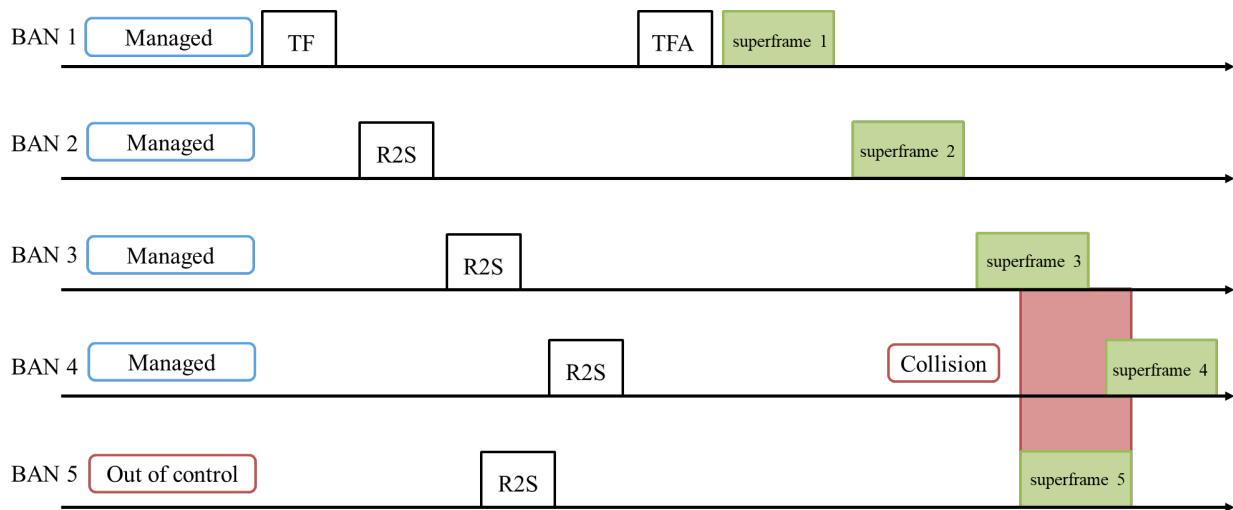 BAN 1 Managed TF TFA superframe 1
BAN 2 Managed R2S superframe 2
BAN 3 Managed R2S superframe 3
BAN 4 Managed R2S Collision superframe 4
BAN 5 Out of control R2S superframe 5